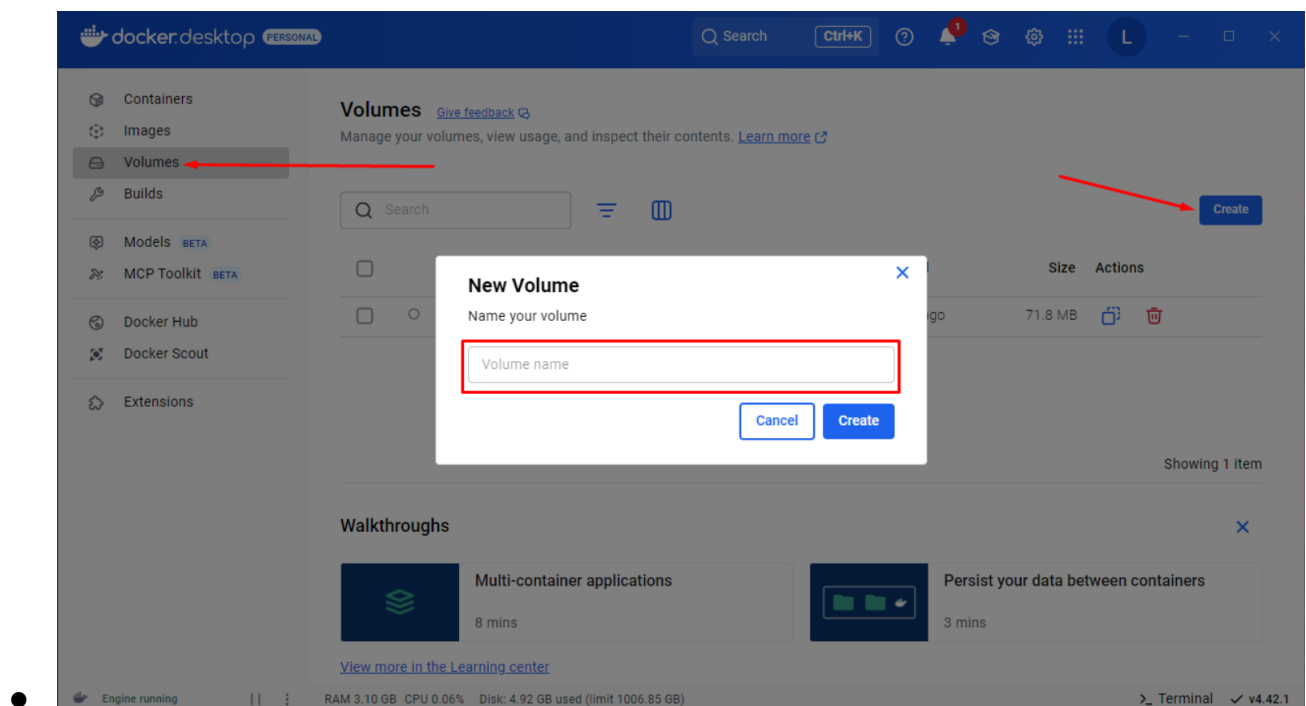 docker.desktop PERSONAL
Search Ctrl+K
1
L
Containers
Images
Volumes
Builds
Models BETA
MCP Toolkit BETA
Docker Hub
Docker Scout
Extensions
Volumes Give feedback
Manage your volumes, view usage, and inspect their contents. Learn more
Search
Create
Size Actions
ago 71.8 MB
New Volume
Name your volume
Volume name
Cancel Create
Showing 1 item
Walkthroughs
Multi-container applications
8 mins
Persist your data between containers
3 mins
View more in the Learning center
Engine running RAM 3.10 GB CPU 0.06% Disk: 4.92 GB used (limit 1006.85 GB) Terminal v4.42.1